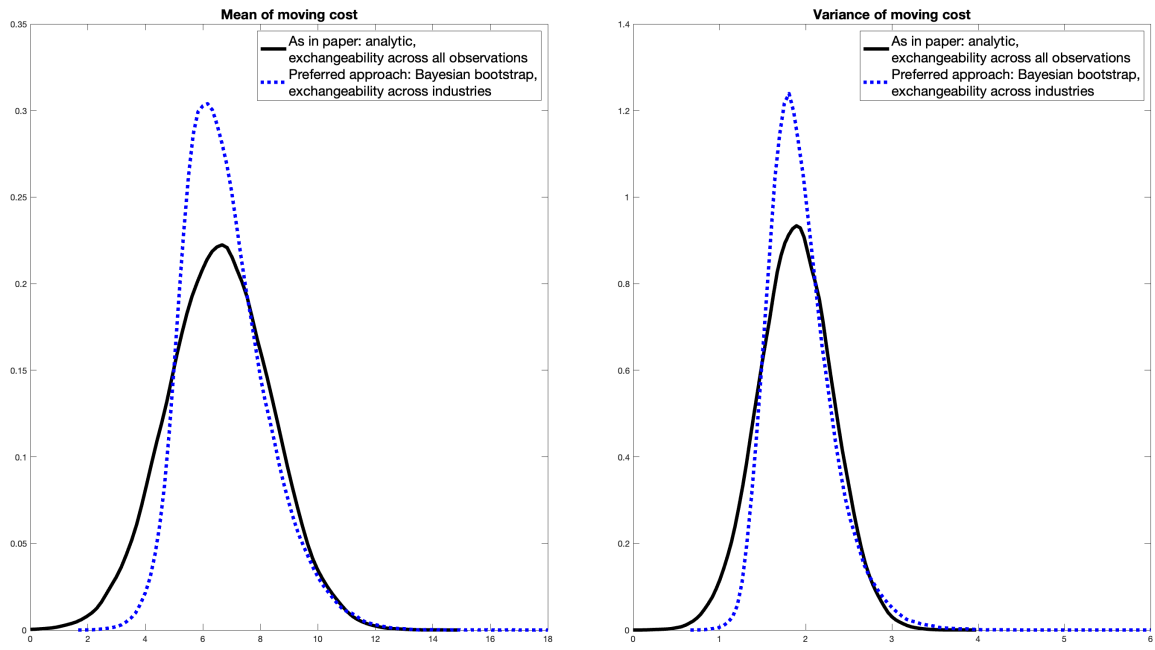 Mean of moving cost
0.35
As in paper: analytic,
exchangeability across all observations
Preferred approach: Bayesian bootstrap,
exchangeability across industries
0.3
0.25
0.2
0.15
0.1
0.05
0
0 2 4 6 8 10 12 14 16 18
Variance of moving cost
1.4
As in paper: analytic,
exchangeability across all observations
Preferred approach: Bayesian bootstrap,
exchangeability across industries
1.2
1
0.8
0.6
0.4
0.2
0
0 1 2 3 4 5 6